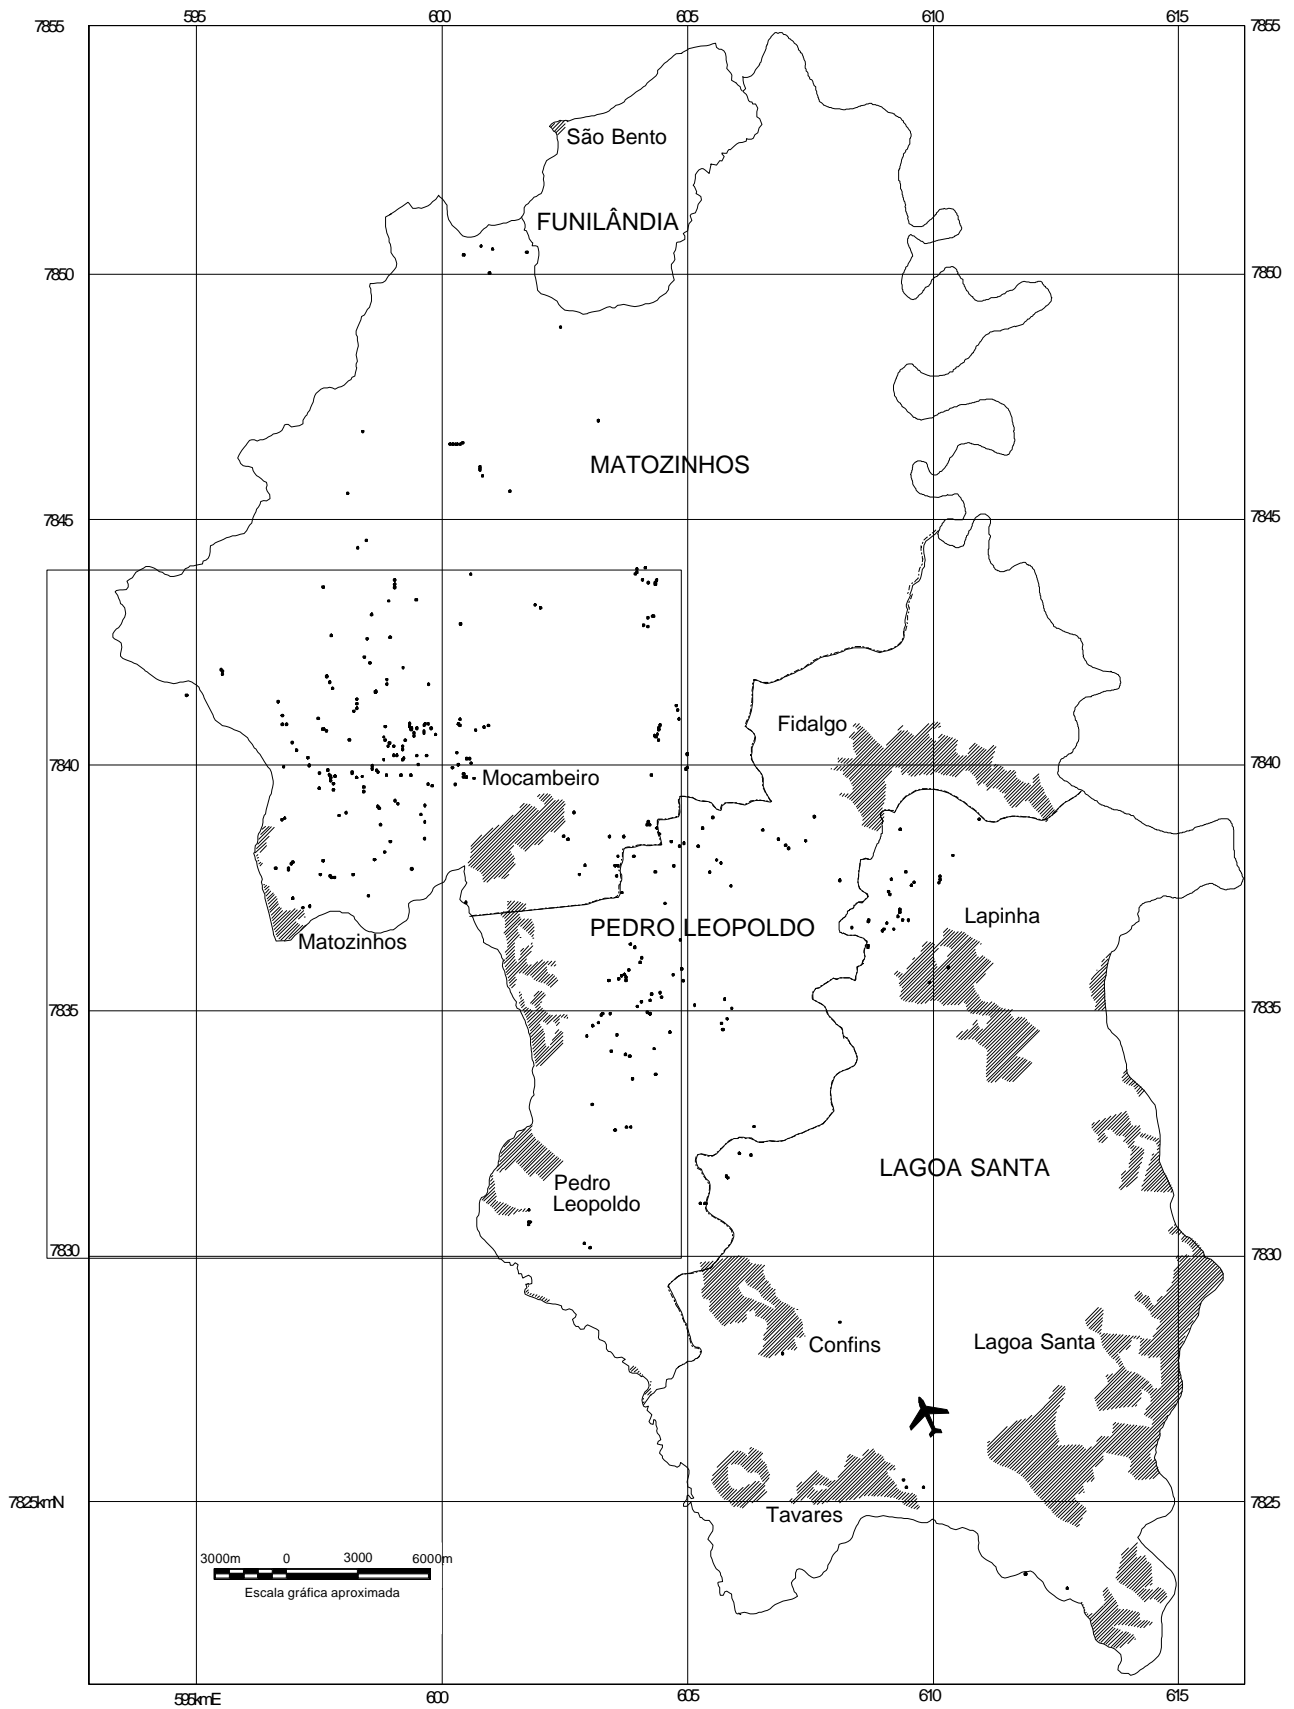 595 600 605 610 615
7855 7855
São Bento
FUNILÂNDIA
7850 7850
MATOZINHOS
7845 7845
Fidalgo
7840 7840
Mocambeiro
Lapinha
PEDRO LEOPOLDO
Matozinhos
7835 7835
LAGOA SANTA
Pedro
Leopoldo
7830 7830
Confins
Lagoa Santa
7825kmN 7825
Tavares
3000m 0 3000 6000m
Escala gráfica aproximada
595kmE 600 605 610 615